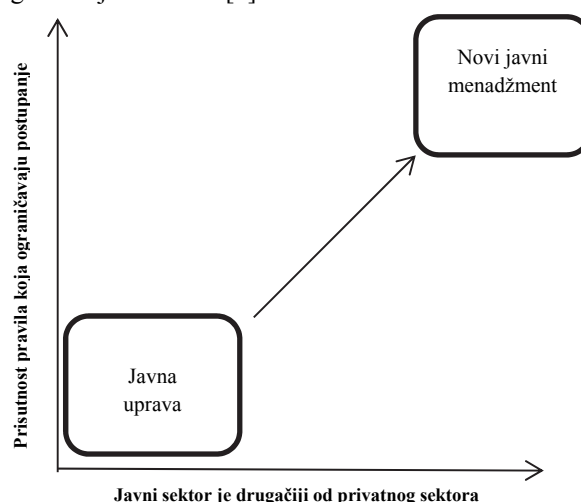 Novi javni
menadžment
Prisutnost pravila koja ograničavaju postupanje
Javna
uprava
Javni sektor je drugačiji od privatnog sektora